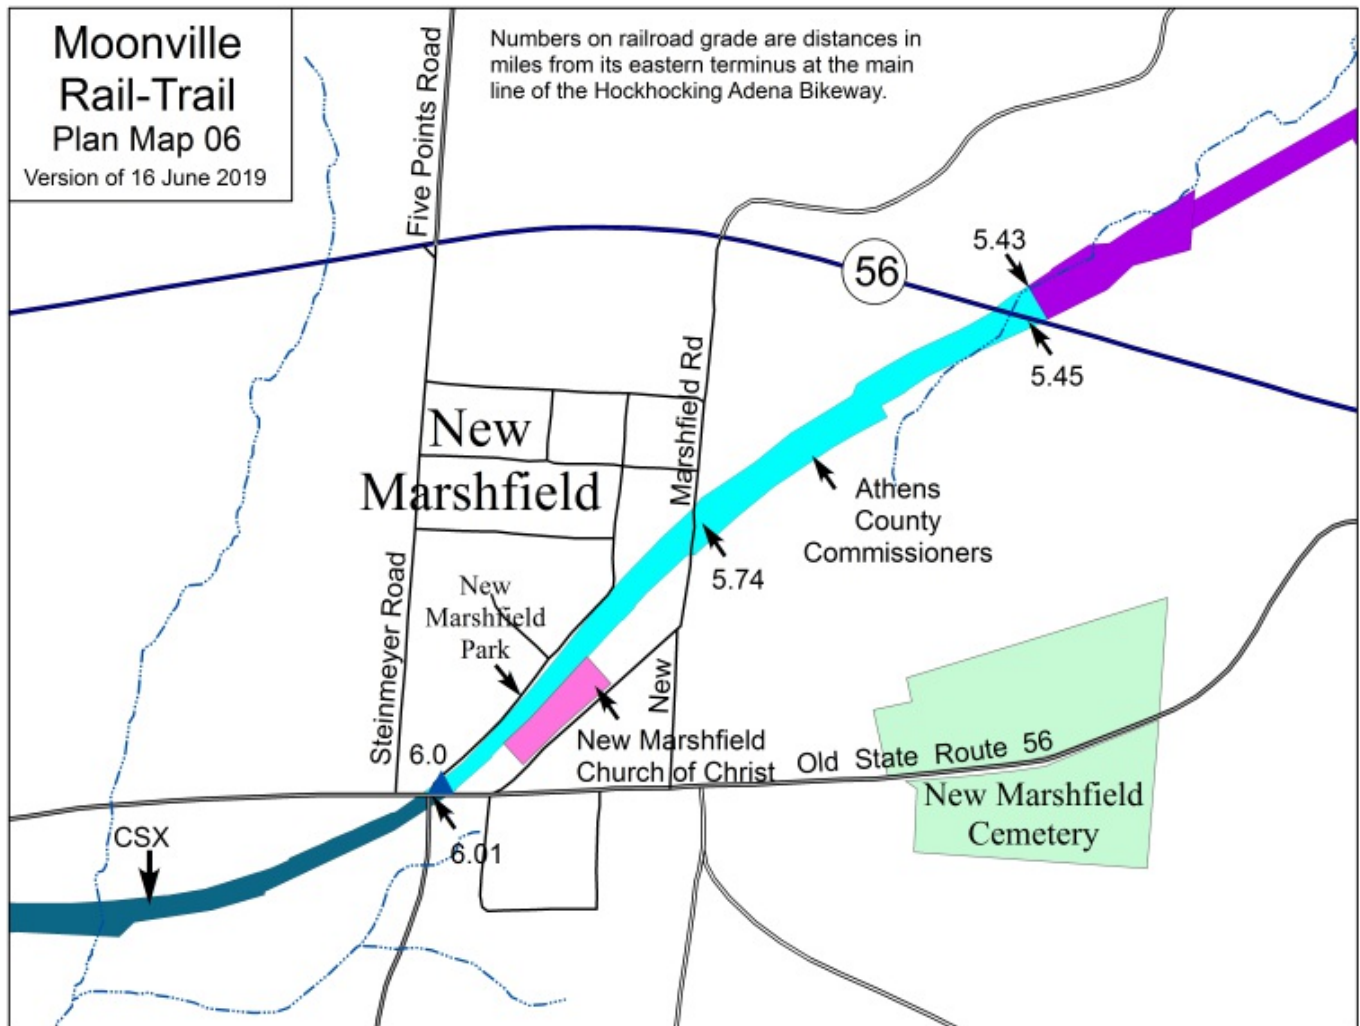 Moonville
Rail-Trail
Plan Map 06
Version of 16 June 2019
Numbers on railroad grade are distances in
miles from its eastern terminus at the main
line of the Hockhocking Adena Bikeway.
Five Points Road
56
5.43
5.45
Marshfield Rd
New
Marshfield
Athens
County
Commissioners
5.74
Steinmeyer Road
New
Marshfield
Park
New
New Marshfield
Church of Christ
Old State Route 56
6.0
New Marshfield
Cemetery
CSX
6.01